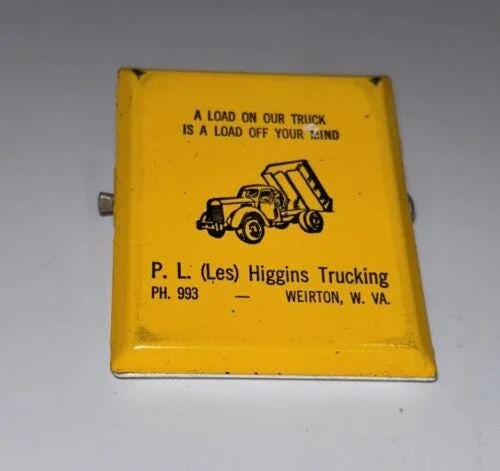 A LOAD ON OUR TRUCK
IS A LOAD OFF YOUR MIND
P. L. (Les) Higgins Trucking
PH. 993 — WEIRTON, W. VA.